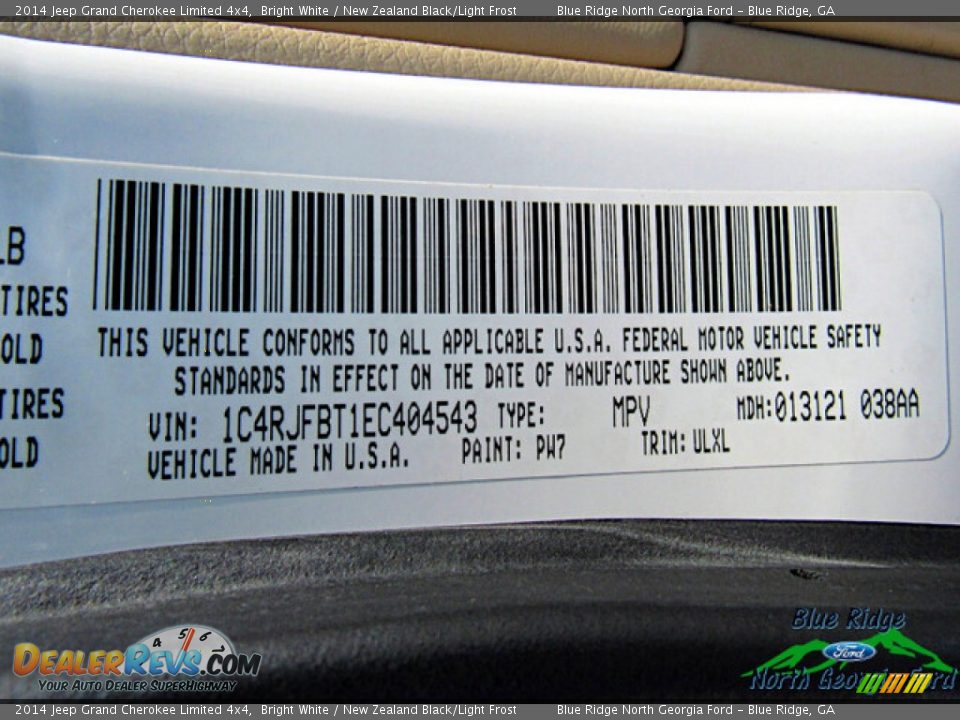 2014 Jeep Grand Cherokee Limited 4x4, Bright White / New Zealand Black/Light Frost Blue Ridge North Georgia Ford – Blue Ridge, GA
LB
TIRES
OLD
TIRES
OLD
THIS VEHICLE CONFORMS TO ALL APPLICABLE U.S.A. FEDERAL MOTOR VEHICLE SAFETY
STANDARDS IN EFFECT ON THE DATE OF MANUFACTURE SHOWN ABOVE.
VIN: 1C4RJFBT1EC404543 TYPE: MPV MDH:013121 038AA
VEHICLE MADE IN U.S.A. PAINT: PW7 TRIM: ULXL
4 5 6
DEALERREVS.COM
YOUR AUTO DEALER SUPERHIGHWAY
Blue Ridge
Ford
North Georgia Ford
2014 Jeep Grand Cherokee Limited 4x4, Bright White / New Zealand Black/Light Frost Blue Ridge North Georgia Ford – Blue Ridge, GA